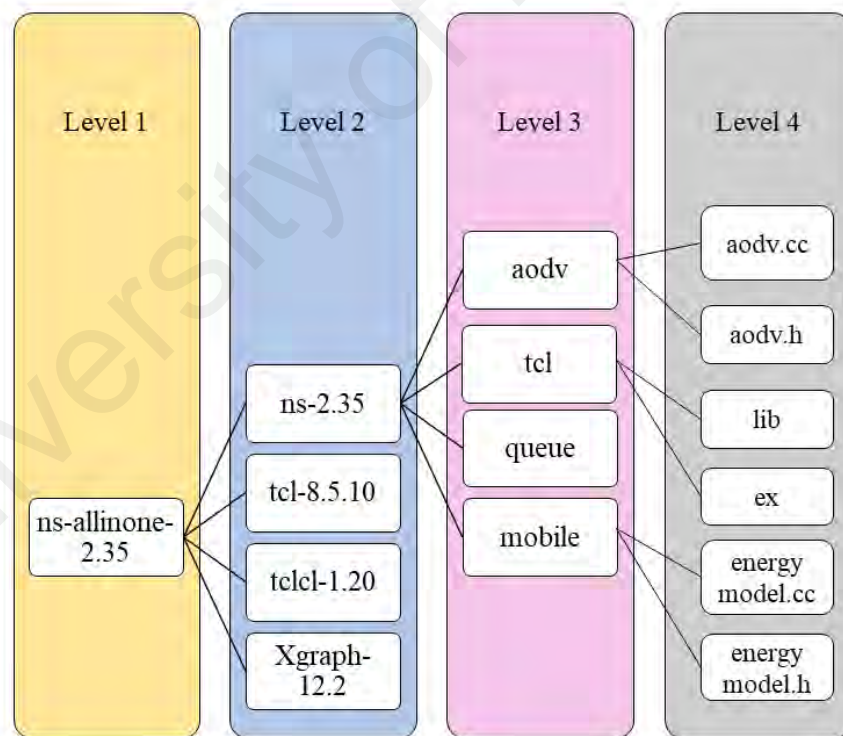 Level 1
Level 2
Level 3
Level 4
ns-allinone-
2.35
ns-2.35
tcl-8.5.10
tclcl-1.20
Xgraph-
12.2
aodv
tcl
queue
mobile
aodv.cc
aodv.h
lib
ex
energy
model.cc
energy
model.h